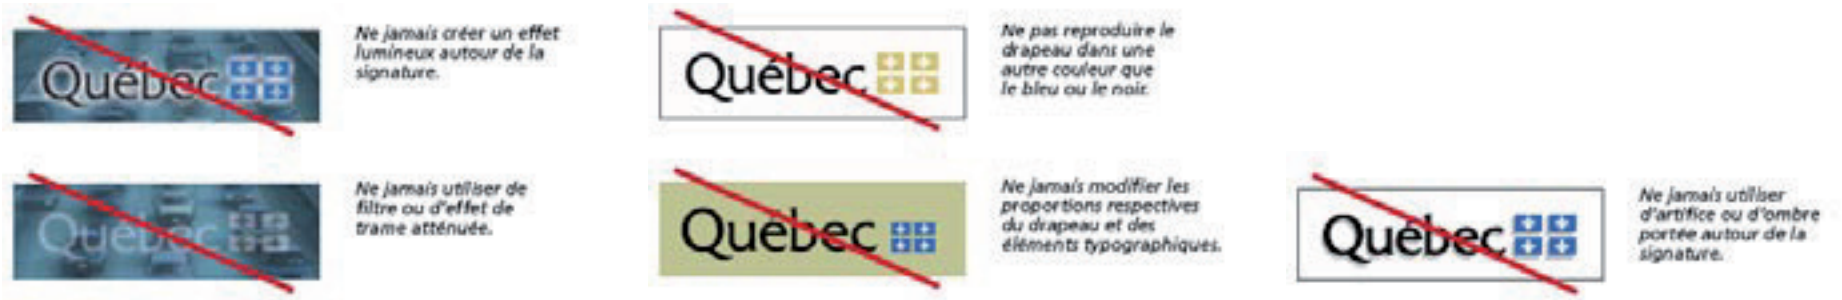 Québec
Ne jamais créer un effet
lumineux autour de la
signature.
Québec
Ne pas reproduire le
drapeau dans une
autre couleur que
le bleu ou le noir.
Québec
Ne jamais utiliser de
filtre ou d'effet de
trame atténuée.
Québec
Ne jamais modifier les
proportions respectives
du drapeau et des
éléments typographiques.
Québec
Ne jamais utiliser
d'artifice ou d'ombre
portée autour de la
signature.